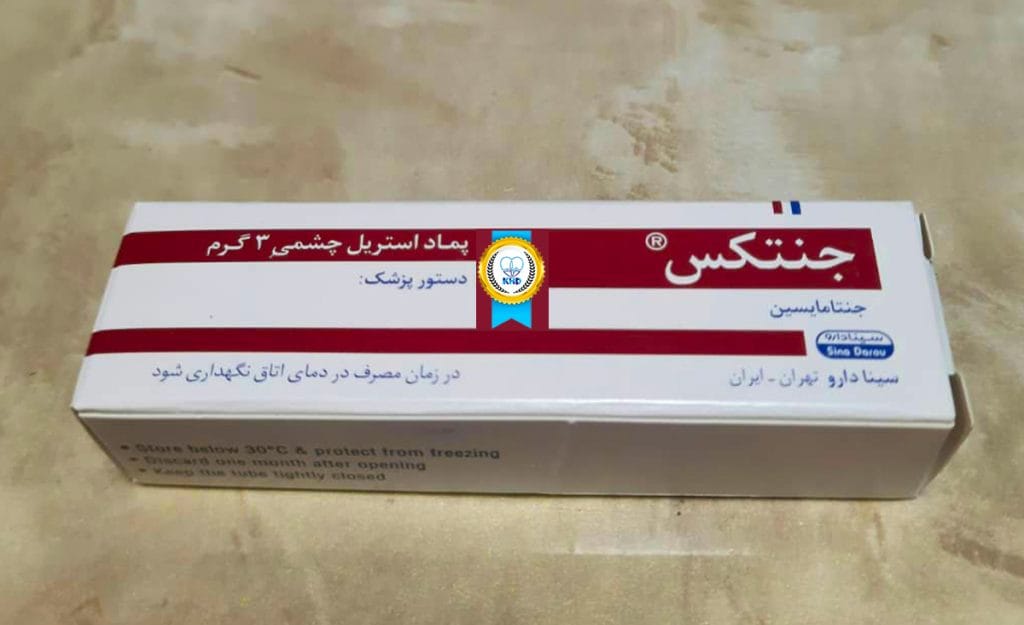 جنتکس®
جنتامایسین
سینادارو
Sina Darou
سینا دارو تهران - ایران
پماد استریل چشمی ۳ گرم
دستور پزشک:
در زمان مصرف در دمای اتاق نگهداری شود
KND
• Store below 30°C & protect from freezing
• Discard one month after opening
• Keep the tube tightly closed